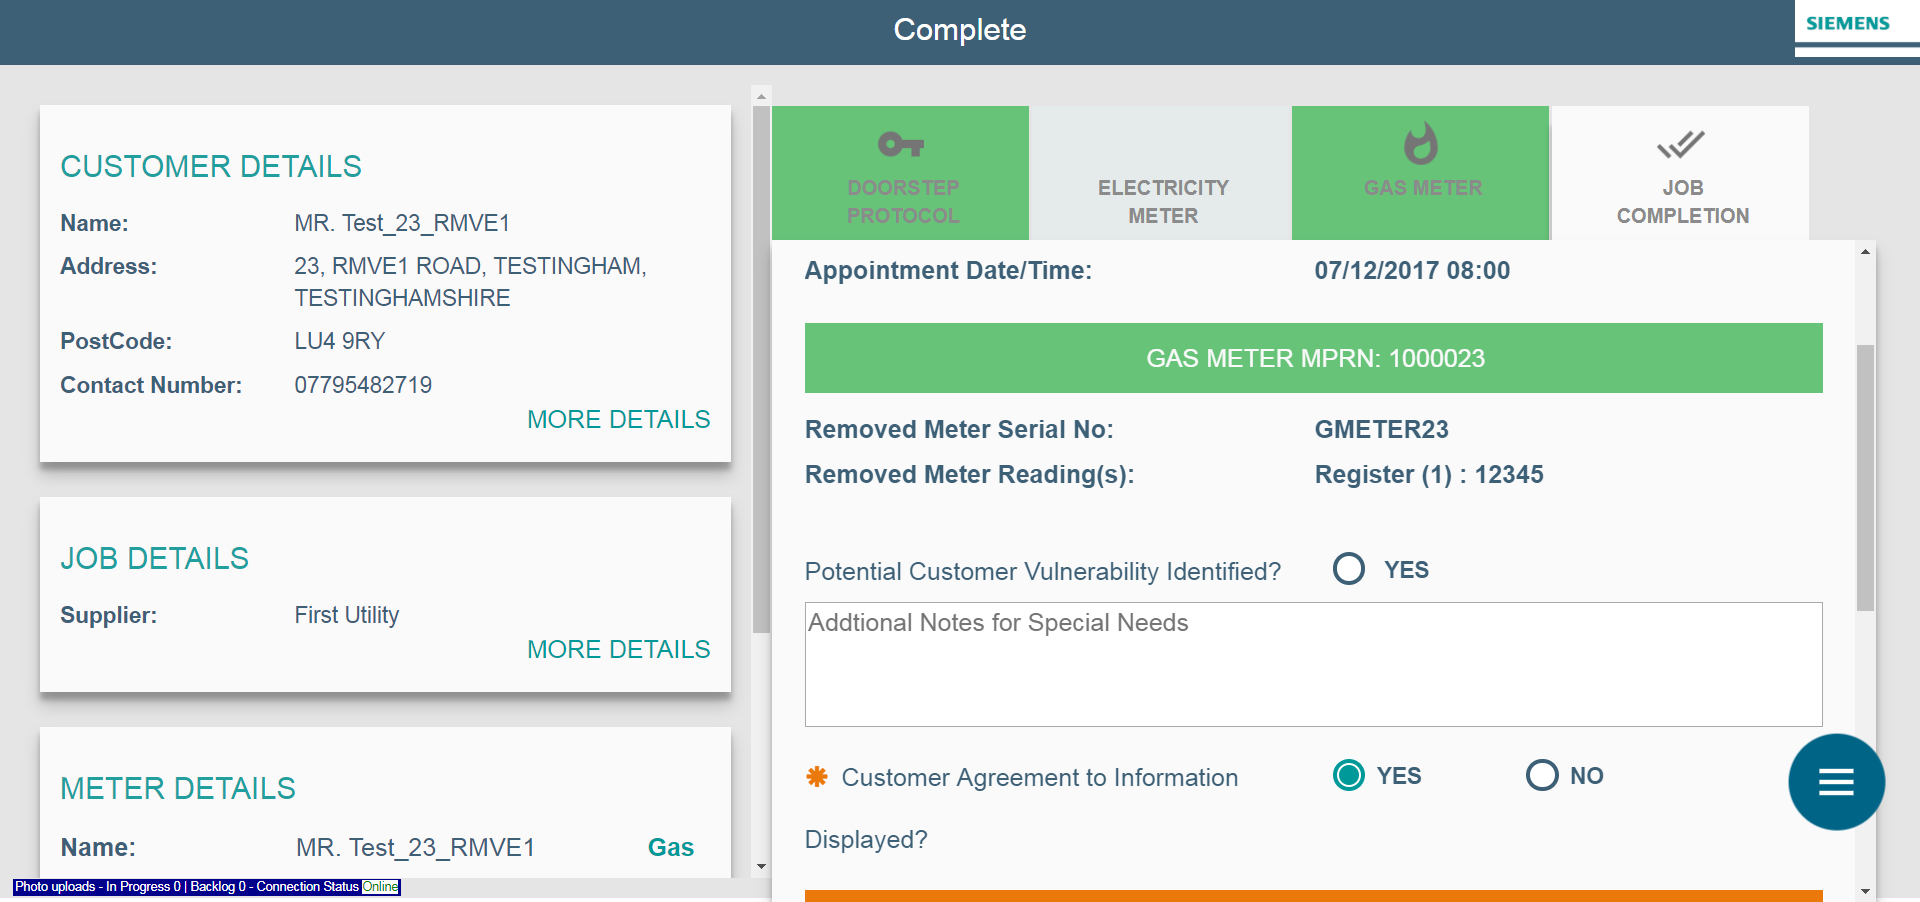 Complete
SIEMENS
CUSTOMER DETAILS
Name: MR. Test_23_RMVE1
Address: 23, RMVE1 ROAD, TESTINGHAM,
TESTINGHAMSHIRE
PostCode: LU4 9RY
Contact Number: 07795482719
MORE DETAILS
JOB DETAILS
Supplier: First Utility
MORE DETAILS
METER DETAILS
Name: MR. Test_23_RMVE1 Gas
Photo uploads - In Progress 0 | Backlog 0 - Connection Status Online
DOORSTEP
PROTOCOL
ELECTRICITY
METER
GAS METER
JOB
COMPLETION
Appointment Date/Time: 07/12/2017 08:00
GAS METER MPRN: 1000023
Removed Meter Serial No: GMETER23
Removed Meter Reading(s): Register (1) : 12345
Potential Customer Vulnerability Identified? YES
Addtional Notes for Special Needs
✱ Customer Agreement to Information YES NO
Displayed?